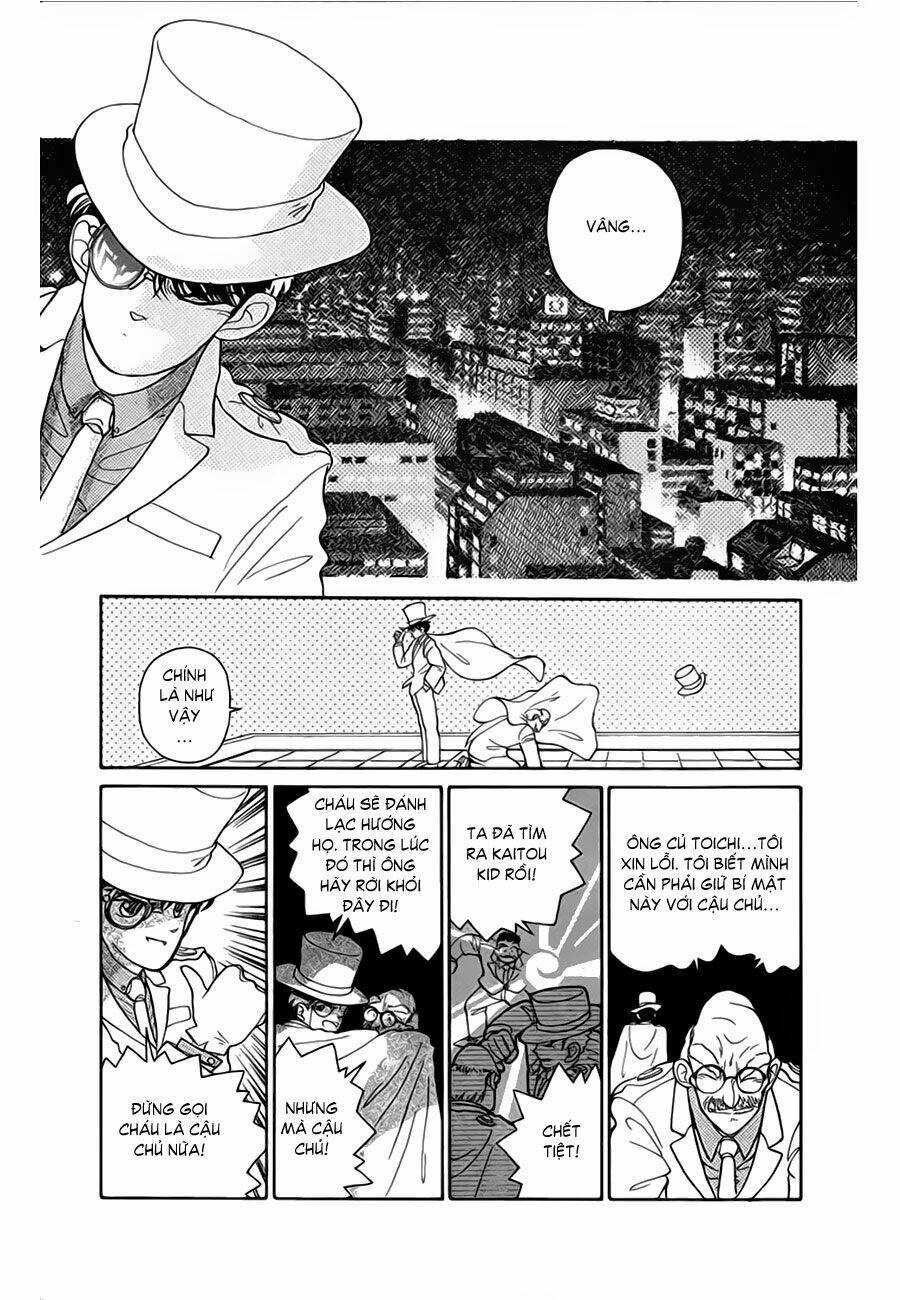 VÂNG...
CHÍNH
LÀ NHƯ
VẬY
...
ÔNG CỦ TOICHI...TÔI
XIN LỖI. TÔI BIẾT MÌNH
CẦN PHẢI GIỮ BÍ MẬT
NÀY VỚI CẬU CHỦ...
TA ĐÃ TÌM
RA KAITOU
KID RỒI!
CHẾT
TIỆT!
CHÁU SẼ ĐÁNH
LẠC HƯỚNG
HỌ. TRONG LÚC
ĐÓ THÌ ÔNG
HÃY RỜI KHỎI
ĐÂY ĐI!
NHƯNG
MÀ CẬU
CHỦ!
ĐỪNG GỌI
CHÁU LÀ CẬU
CHỦ NỮA!